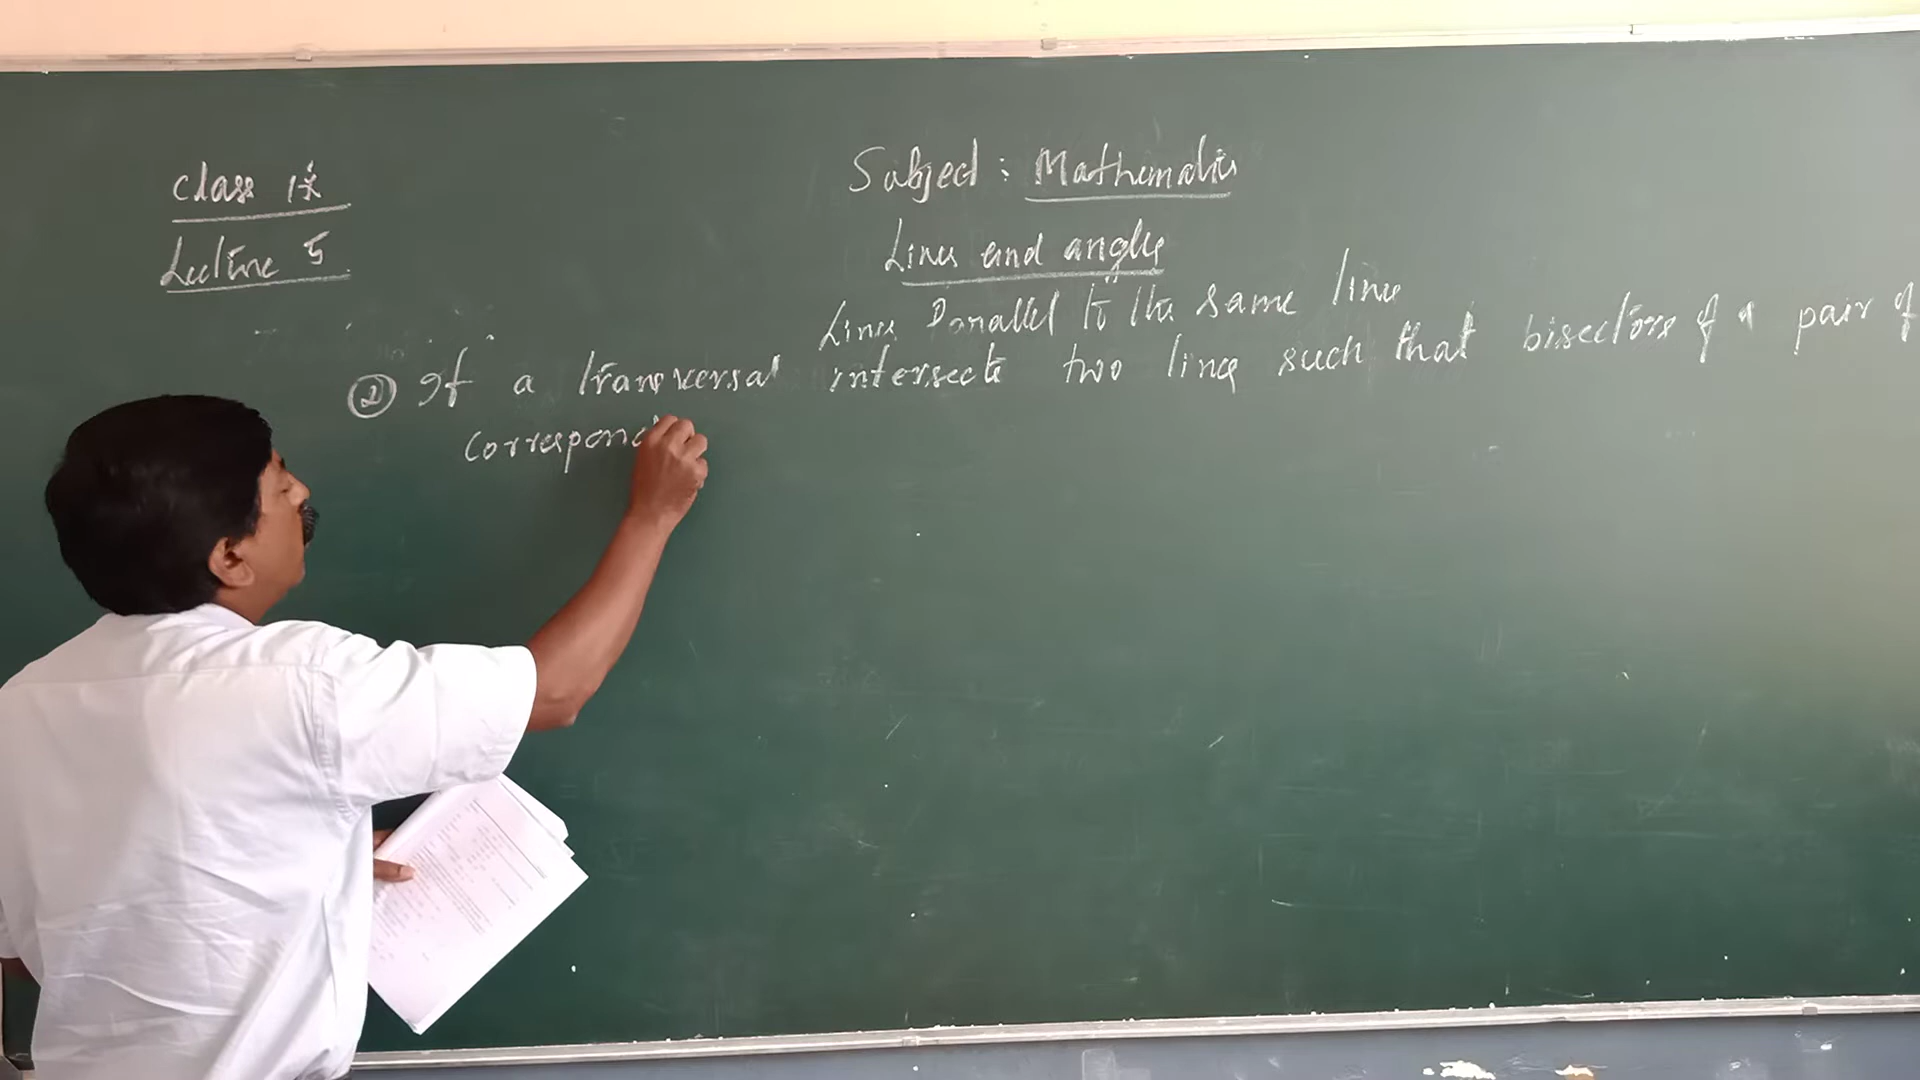 Class IX
Lecture 5
Subject : Mathematics
Lines and angles
Lines Parallel to the same line
② If a transversal intersects two lines such that bisectors of a pair of
correspond